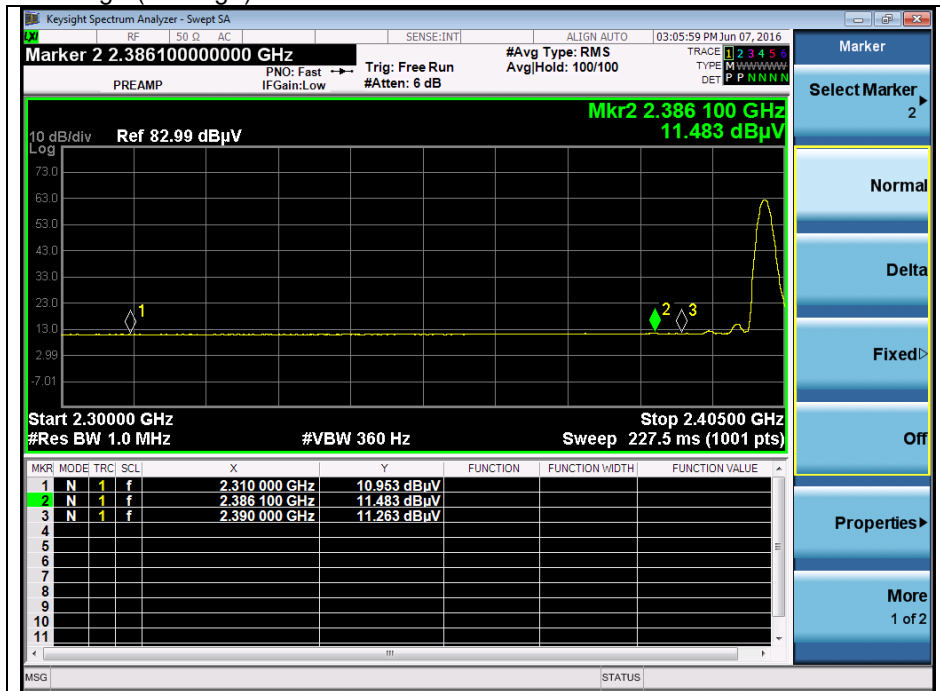 Keysight Spectrum Analyzer - Swept SA
LXI RF 50 Ω AC SENSE:INT ALIGN AUTO 03:05:59 PM Jun 07, 2016
Marker 2 2.386100000000 GHz
PREAMP
PNO: Fast
IFGain:Low
Trig: Free Run
#Atten: 6 dB
#Avg Type: RMS
Avg|Hold: 100/100
TRACE 1 2 3 4 5 6
TYPE M WWWWW
DET P P N N N N
Mkr2 2.386 100 GHz
11.483 dBµV
10 dB/div Ref 82.99 dBµV
Log
73.0
63.0
53.0
43.0
33.0
23.0
13.0
2.99
-7.01
1
2
3
Start 2.30000 GHz Stop 2.40500 GHz
#Res BW 1.0 MHz #VBW 360 Hz Sweep 227.5 ms (1001 pts)
MKR MODE TRC SCL X Y FUNCTION FUNCTION WIDTH FUNCTION VALUE
1 N 1 f 2.310 000 GHz 10.953 dBµV
2 N 1 f 2.386 100 GHz 11.483 dBµV
3 N 1 f 2.390 000 GHz 11.263 dBµV
4
5
6
7
8
9
10
11
MSG STATUS
Marker
Select Marker
2
Normal
Delta
Fixed
Off
Properties
More
1 of 2